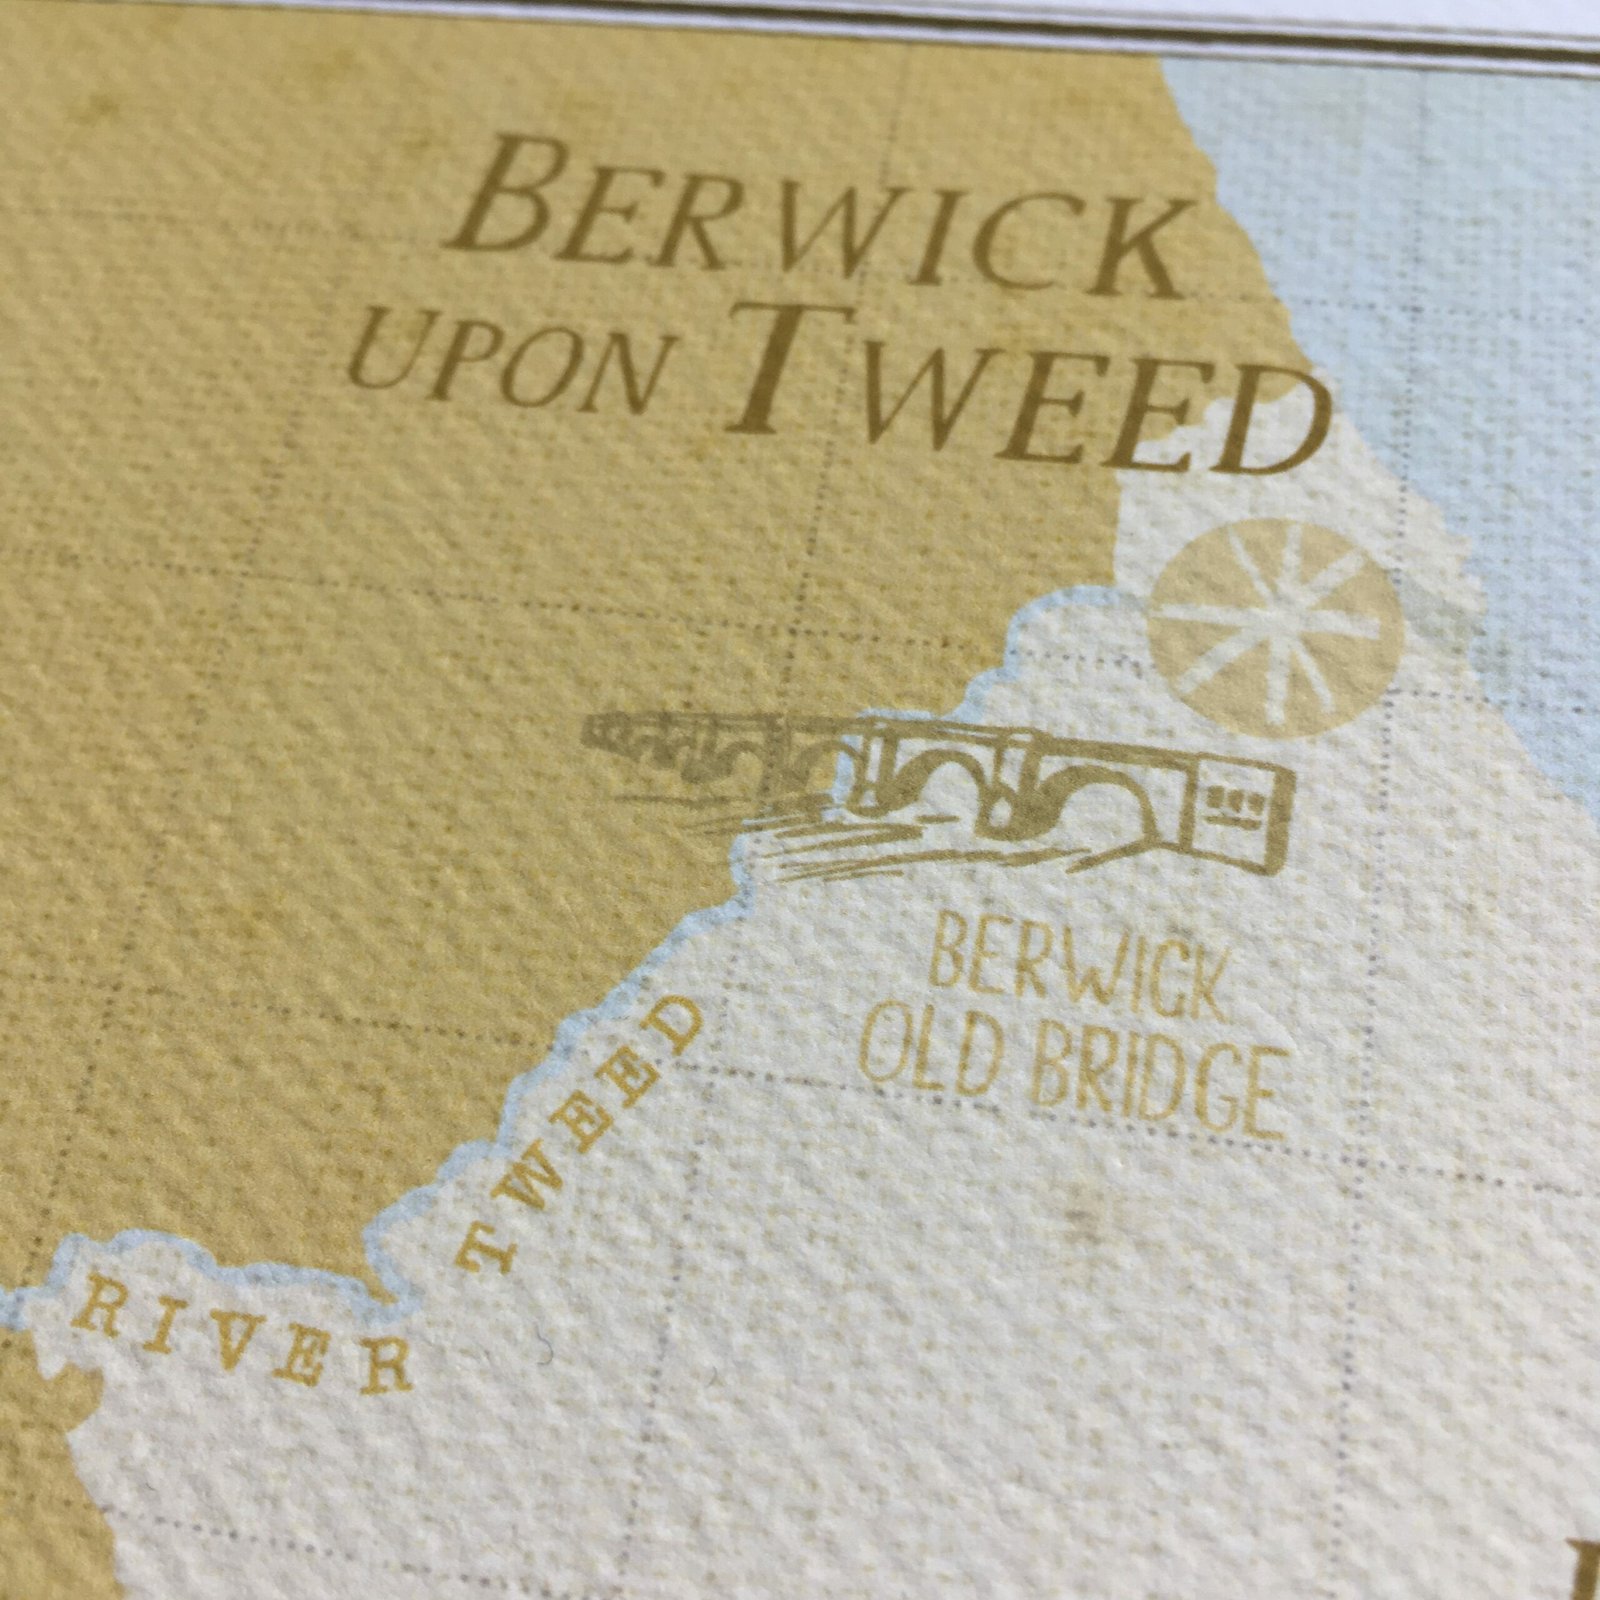 BERWICK
UPON TWEED
BERWICK
OLD BRIDGE
RIVER TWEED